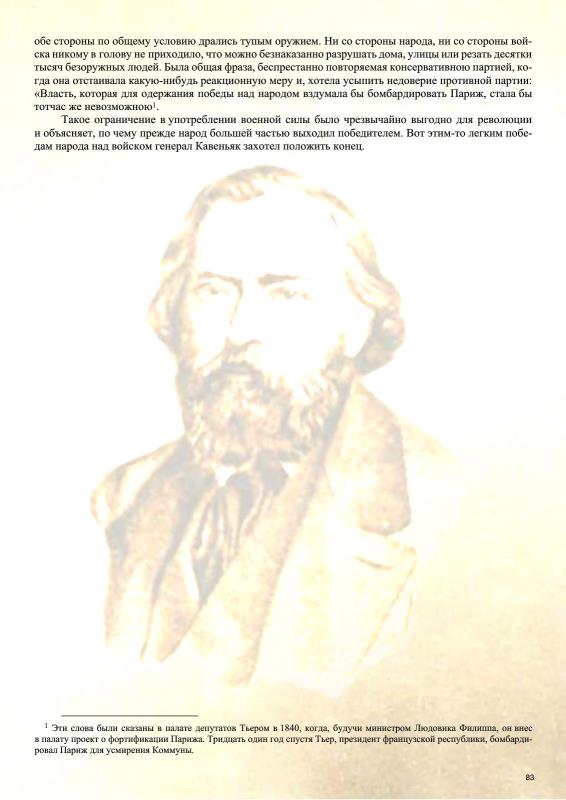 обе стороны по общему условию дрались тупым оружием. Ни со стороны народа, ни со стороны вой-
ска никому в голову не приходило, что можно безнаказанно разрушать дома, улицы или резать десятки
тысяч безоружных людей. Была общая фраза, беспрестанно повторяемая консервативною партией, ко-
гда она отстаивала какую-нибудь реакционную меру и, хотела усыпить недоверие противной партии:
«Власть, которая для одержания победы над народом вздумала бы бомбардировать Париж, стала бы
тотчас же невозможною¹.
Такое ограничение в употреблении военной силы было чрезвычайно выгодно для революции
и объясняет, по чему прежде народ большей частью выходил победителем. Вот этим-то легким побе-
дам народа над войском генерал Кавеньяк захотел положить конец.
¹ Эти слова были сказаны в палате депутатов Тьером в 1840, когда, будучи министром Людовика Филиппа, он внес
в палату проект о фортификации Парижа. Тридцать один год спустя Тьер, президент французской республики, бомбарди-
ровал Париж для усмирения Коммуны.
83